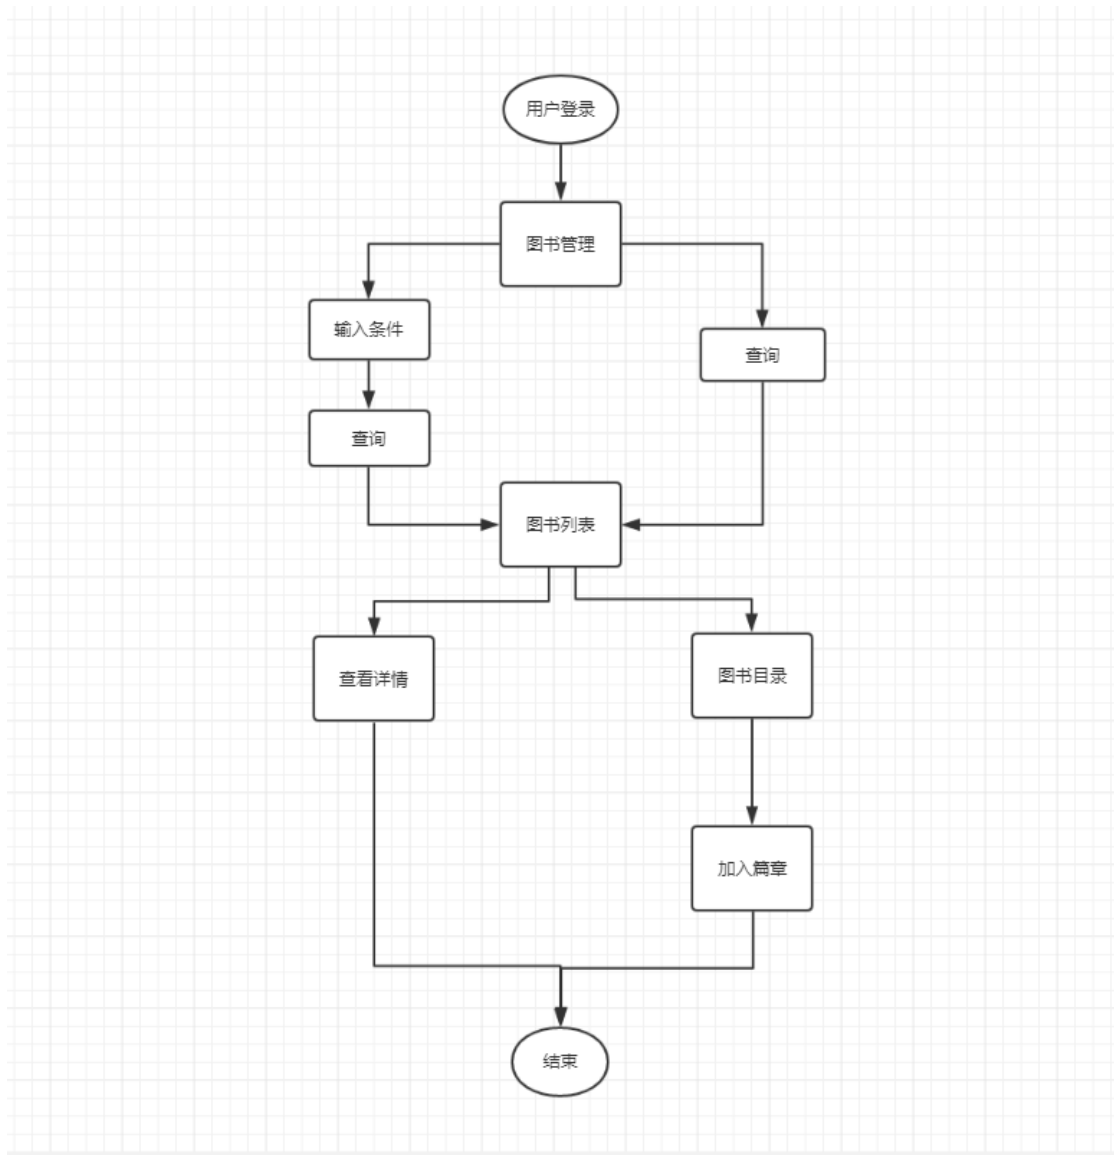 用户登录
图书管理
输入条件
查询
查询
图书列表
查看详情
图书目录
加入篇章
结束